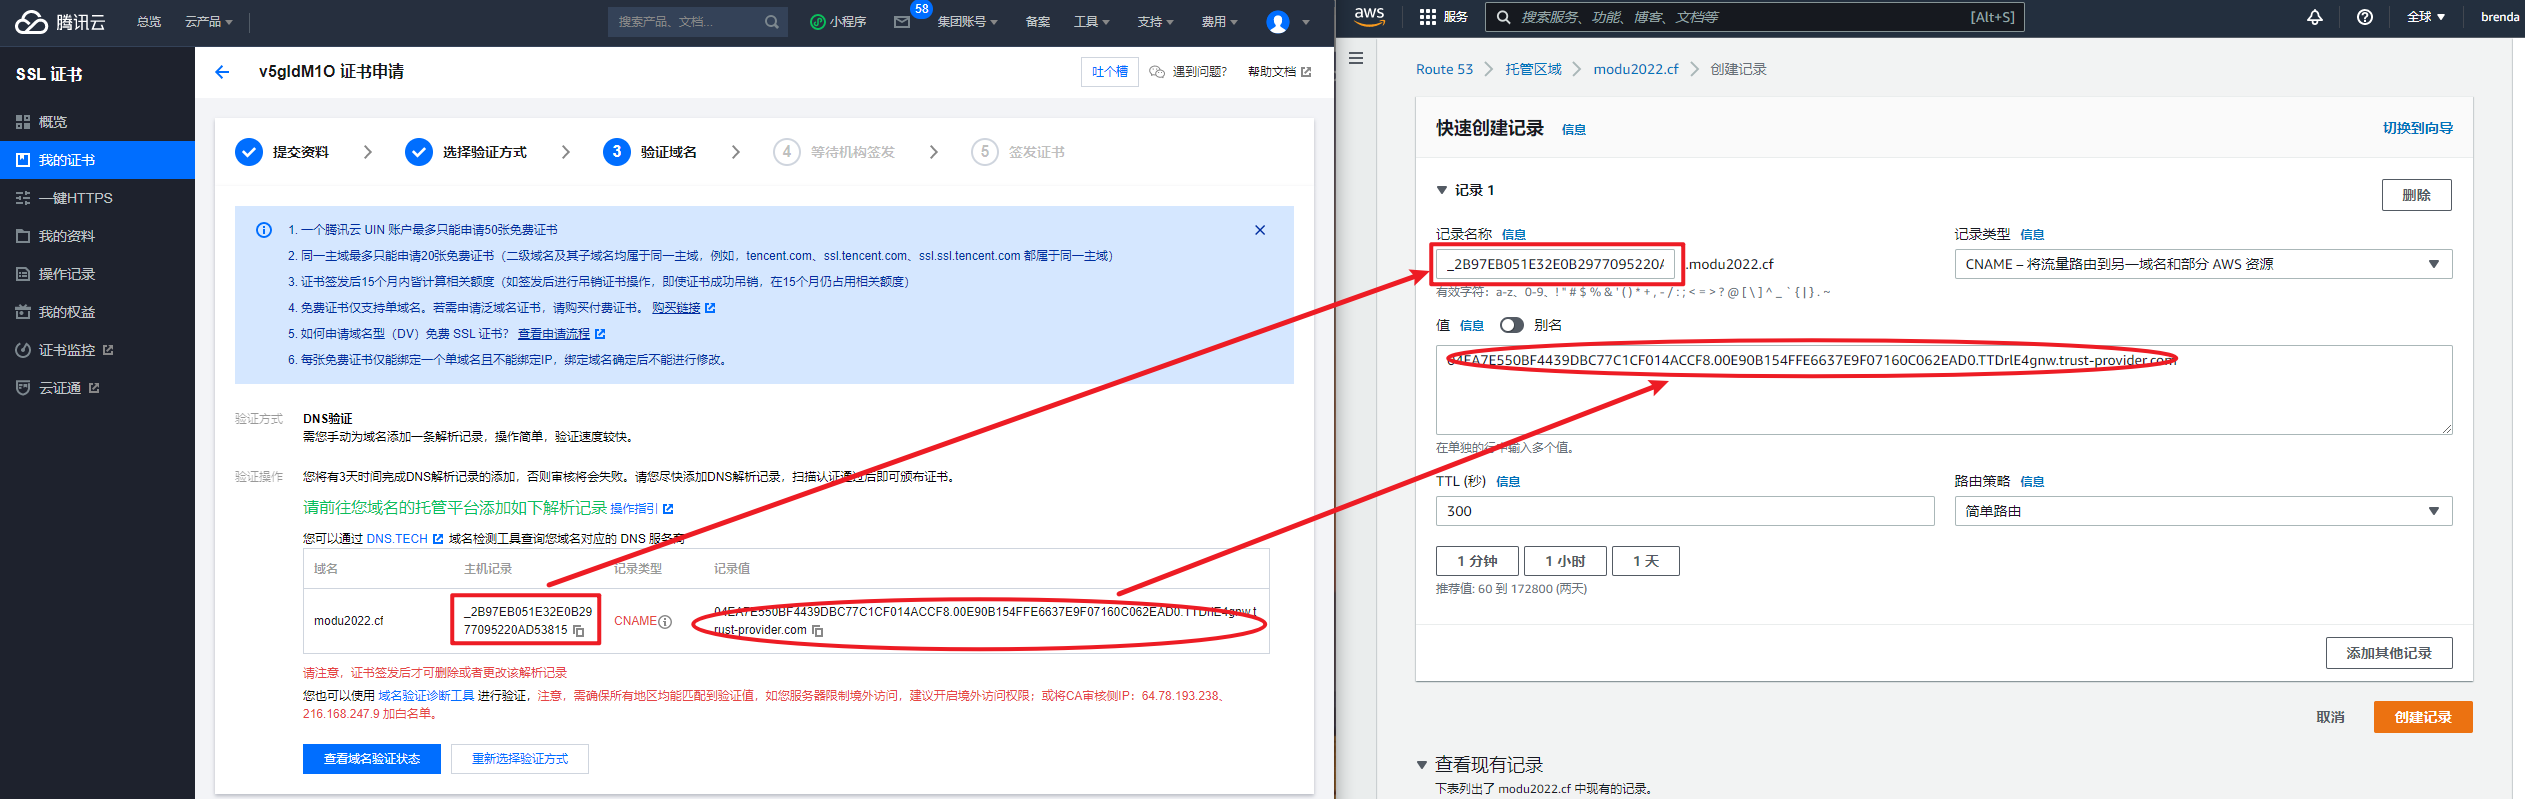 腾讯云 总览 云产品 搜索产品、文档... 小程序 58 集团账号 备案 工具 支持 费用
SSL 证书
概览
我的证书
一键HTTPS
我的资料
操作记录
我的权益
证书监控
云证通
v5gIdM1O 证书申请 吐个槽 遇到问题? 帮助文档
提交资料 选择验证方式 3 验证域名 4 等待机构签发 5 签发证书
1. 一个腾讯云 UIN 账户最多只能申请50张免费证书
2. 同一主域最多只能申请20张免费证书（二级域名及其子域名均属于同一主域，例如，tencent.com、ssl.tencent.com、ssl.ssl.tencent.com 都属于同一主域）
3. 证书签发后15个月内皆计算相关额度（如签发后进行吊销证书操作，即使证书成功吊销，在15个月仍占用相关额度）
4. 免费证书仅支持单域名。若需申请泛域名证书，请购买付费证书。 购买链接
5. 如何申请域名型（DV）免费 SSL 证书？ 查看申请流程
6. 每张免费证书仅能绑定一个单域名且不能绑定IP，绑定域名确定后不能进行修改。
验证方式 DNS验证
需您手动为域名添加一条解析记录，操作简单，验证速度较快。
验证操作 您将有3天时间完成DNS解析记录的添加，否则审核将会失败。请您尽快添加DNS解析记录，扫描认证通过后即可颁布证书。
请前往您域名的托管平台添加如下解析记录 操作指引
您可以通过 DNS.TECH 域名检测工具查询您域名对应的 DNS 服务商
域名 主机记录 记录类型 记录值
modu2022.cf _2B97EB051E32E0B29
77095220AD53815 CNAME 04EA7E550BF4439DBC77C1CF014ACCF8.00E90B154FFE6637E9F07160C062EAD0.TTDrlE4gnw.t
rust-provider.com
请注意，证书签发后才可删除或者更改该解析记录
您也可以使用 域名验证诊断工具 进行验证，注意，需确保所有地区均能匹配到验证值，如您服务器限制境外访问，建议开启境外访问权限；或将CA审核侧IP：64.78.193.238、
216.168.247.9 加白名单。
查看域名验证状态 重新选择验证方式
aws 服务 搜索服务、功能、博客、文档等 [Alt+S] 全球 brenda
Route 53 托管区域 modu2022.cf 创建记录
快速创建记录 信息 切换到向导
记录 1 删除
记录名称 信息 记录类型 信息
_2B97EB051E32E0B2977095220A .modu2022.cf CNAME – 将流量路由到另一域名和部分 AWS 资源
有效字符：a-z、0-9、! " # $ % & ' ( ) * + , - / : ; < = > ? @ [ \ ] ^ _ ` { | } . ~
值 信息 别名
04EA7E550BF4439DBC77C1CF014ACCF8.00E90B154FFE6637E9F07160C062EAD0.TTDrlE4gnw.trust-provider.com
在单独的行中输入多个值。
TTL (秒) 信息 路由策略 信息
300 简单路由
1 分钟 1 小时 1 天
推荐值: 60 到 172800 (两天)
添加其他记录
取消 创建记录
查看现有记录
下表列出了 modu2022.cf 中现有的记录。